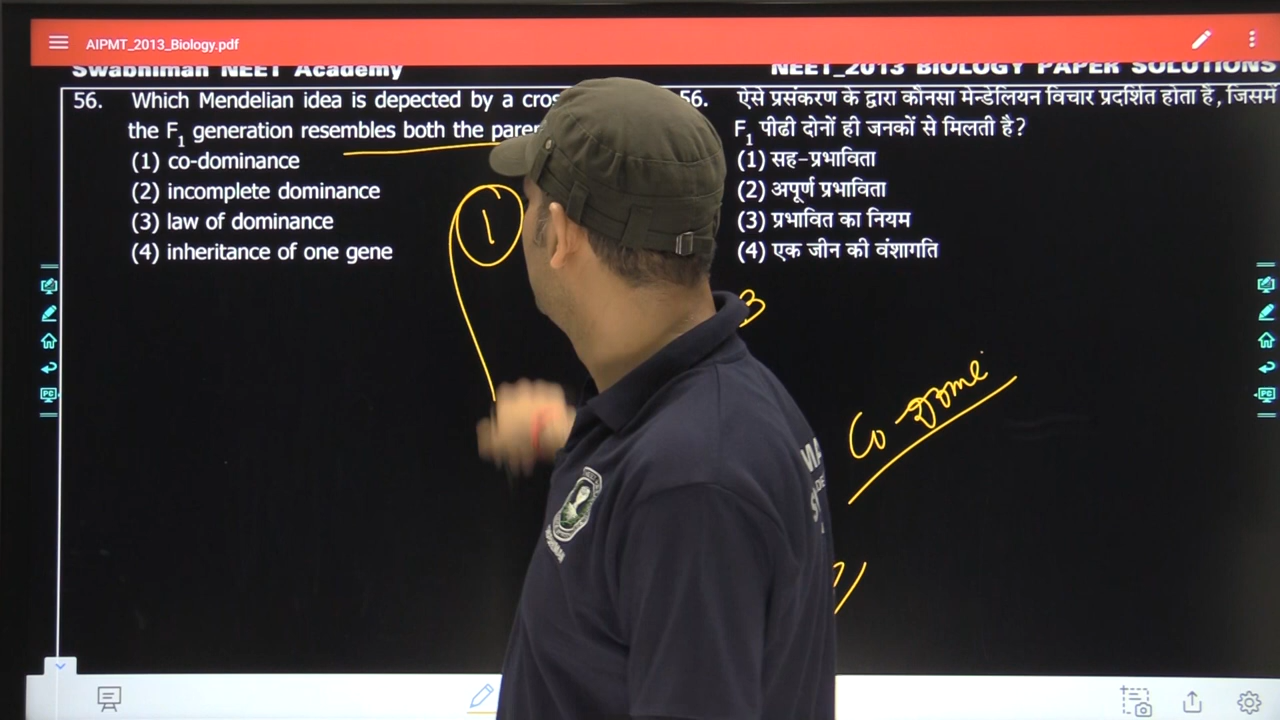 AIPMT_2013_Biology.pdf
Swabhiman NEET Academy
NEET_2013 BIOLOGY PAPER SOLUTIONS
56. Which Mendelian idea is depected by a
the F1 generation resembles both the
(1) co-dominance
(2) incomplete dominance
(3) law of dominance
(4) inheritance of one gene
1
56. ऐसे प्रसंकरण के द्वारा कौनसा मेन्डेलियन विचार प्रदर्शित होता है, जिसमें
F1 पीढी दोनों ही जनकों से मिलती है?
(1) सह-प्रभाविता
(2) अपूर्ण प्रभाविता
(3) प्रभावित का नियम
(4) एक जीन की वंशागति
3
PC
PC